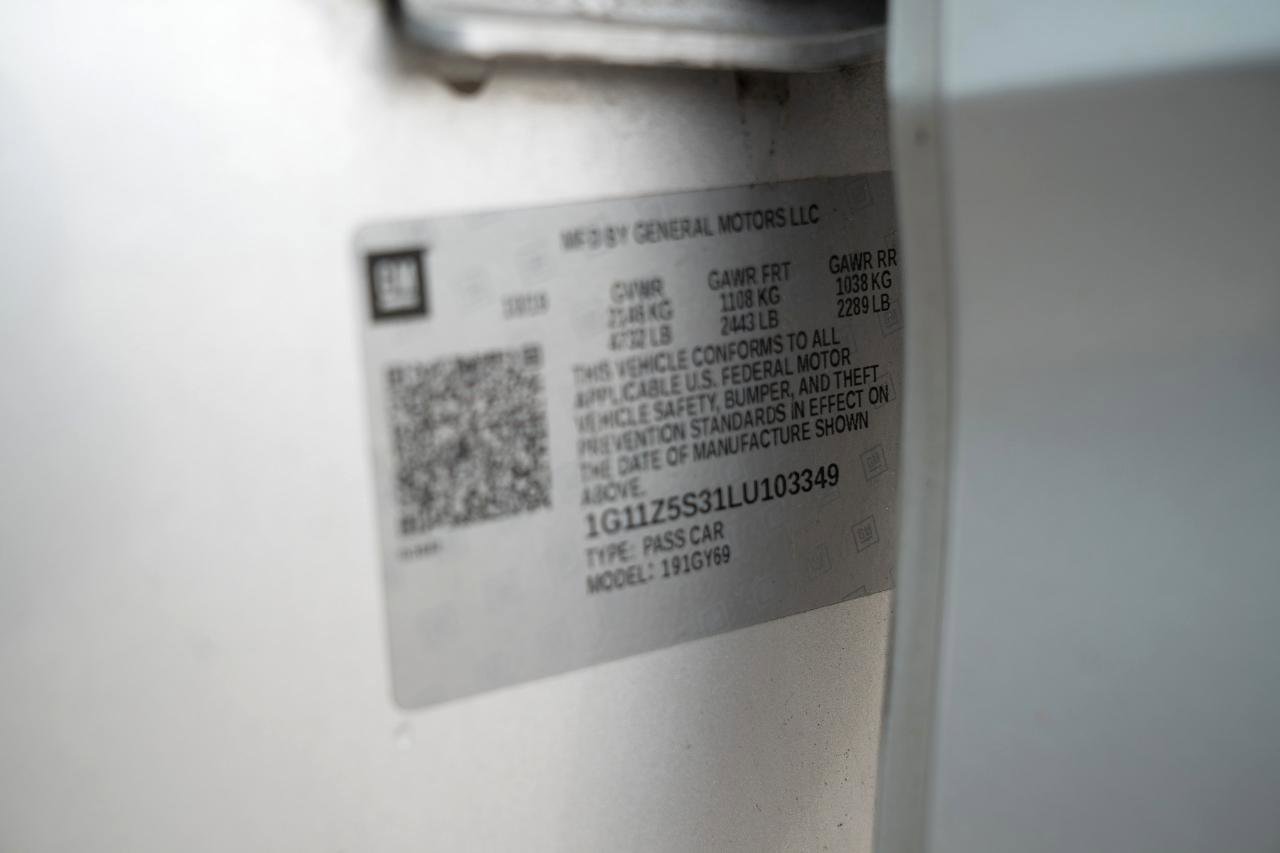 MFD BY GENERAL MOTORS LLC
GM
GVWR GAWR FRT GAWR RR
2146 KG 1108 KG 1038 KG
4732 LB 2443 LB 2289 LB
THIS VEHICLE CONFORMS TO ALL
APPLICABLE U.S. FEDERAL MOTOR
VEHICLE SAFETY, BUMPER, AND THEFT
PREVENTION STANDARDS IN EFFECT ON
THE DATE OF MANUFACTURE SHOWN
ABOVE.
1G11Z5S31LU103349
TYPE: PASS CAR
MODEL: 191GY69